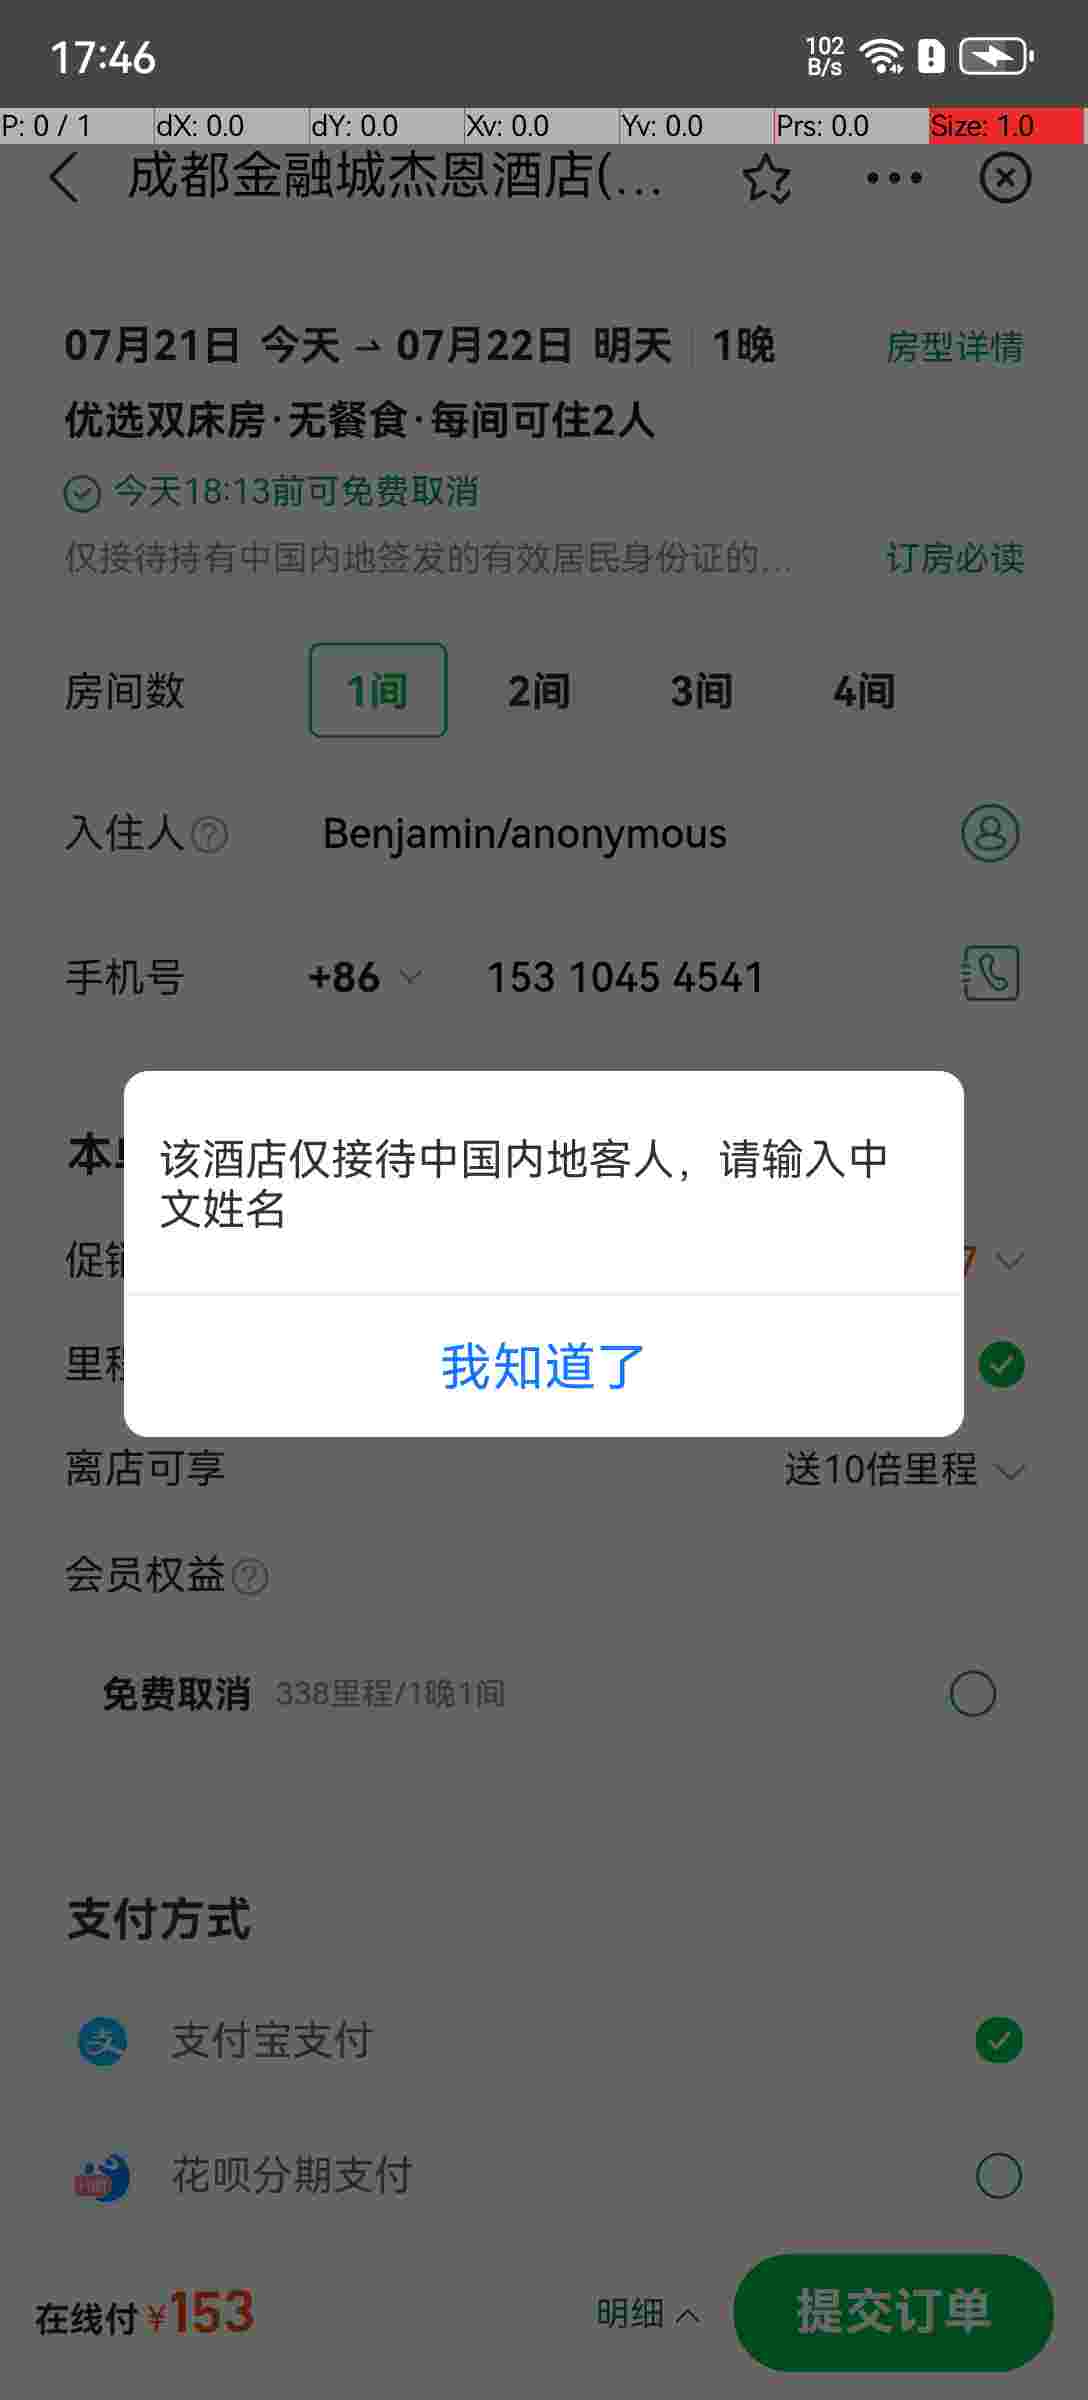 17:46
102 B/s
P: 0 / 1 dX: 0.0 dY: 0.0 Xv: 0.0 Yv: 0.0 Prs: 0.0 Size: 1.0
成都金融城杰恩酒店(...
07月21日 今天 → 07月22日 明天 1晚 房型详情
优选双床房·无餐食·每间可住2人
今天18:13前可免费取消
仅接待持有中国内地签发的有效居民身份证的... 订房必读
房间数 1间 2间 3间 4间
入住人 Benjamin/anonymous
手机号 +86 153 1045 4541
本
该酒店仅接待中国内地客人，请输入中
文姓名
促 7
里
我知道了
离店可享 送10倍里程
会员权益
免费取消 338里程/1晚1间
支付方式
支付宝支付
花呗分期支付
在线付 ¥153 明细 提交订单